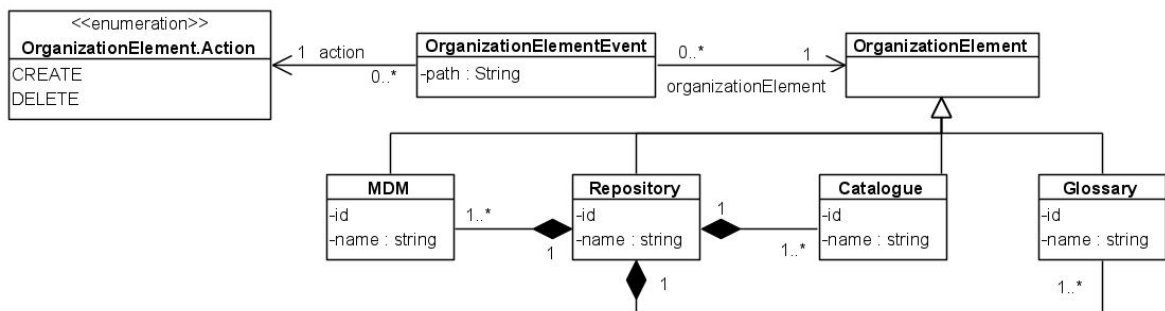 <<enumeration>>
OrganizationElement.Action
CREATE
DELETE
1 action
0..*
OrganizationElementEvent
-path : String
0..*
1
organizationElement
OrganizationElement
MDM
-id
-name : string
1..*
1
Repository
-id
-name : string
1
1..*
1
Catalogue
-id
-name : string
Glossary
-id
-name : string
1..*